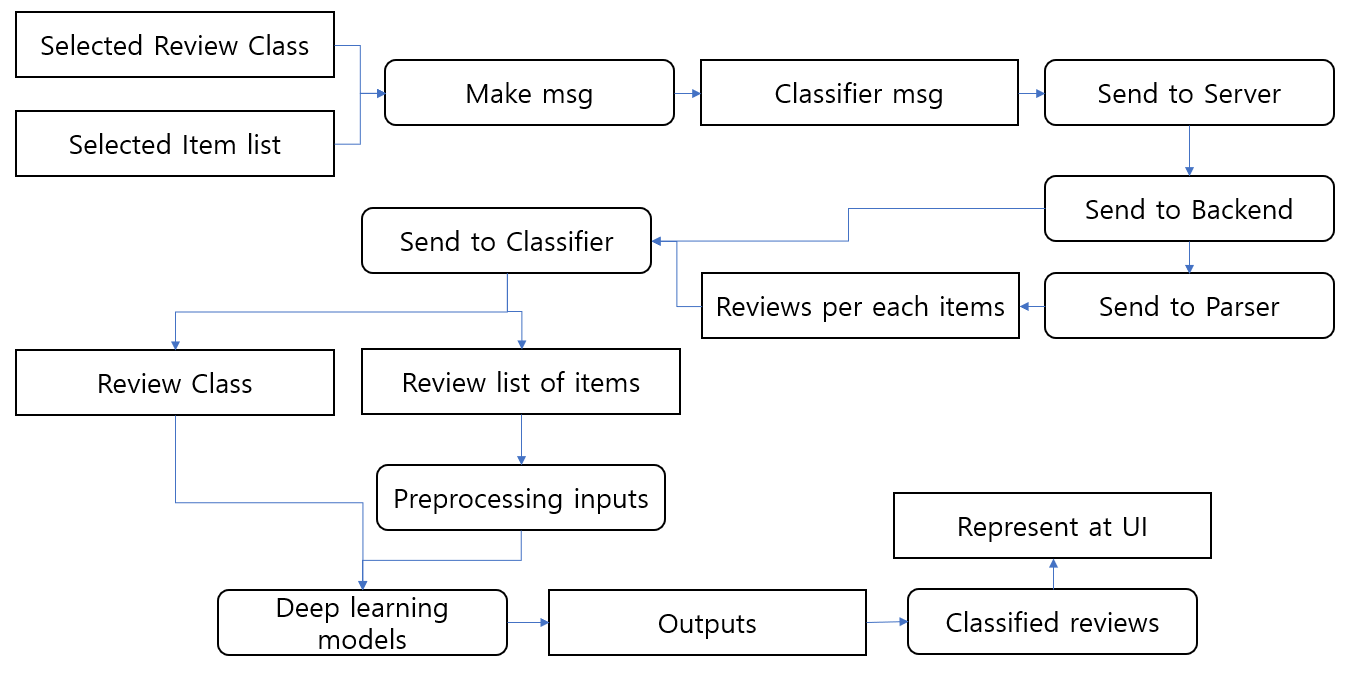 Selected Review Class
Selected Item list
Make msg
Classifier msg
Send to Server
Send to Backend
Send to Classifier
Reviews per each items
Send to Parser
Review Class
Review list of items
Preprocessing inputs
Represent at UI
Deep learning
models
Outputs
Classified reviews